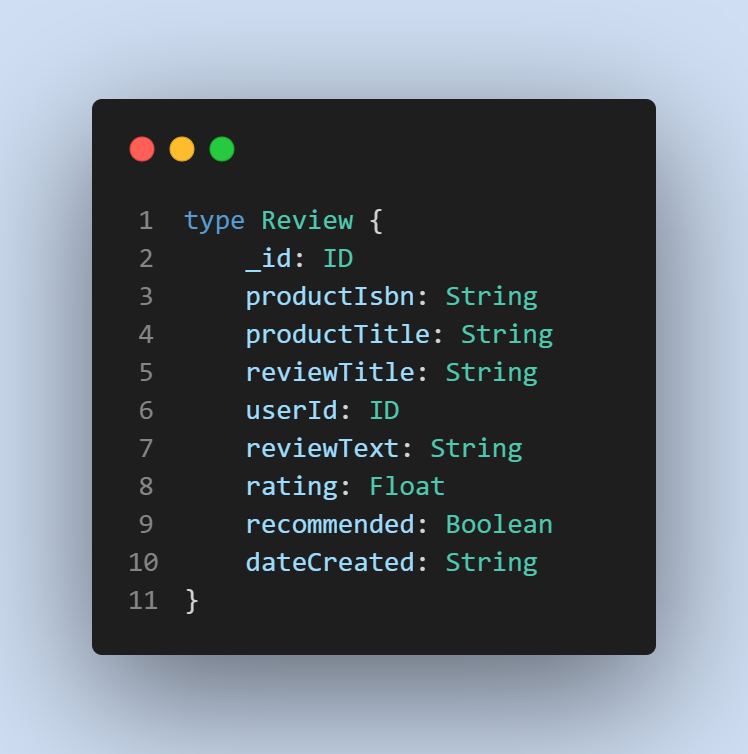 1 type Review {
2     _id: ID
3     productIsbn: String
4     productTitle: String
5     reviewTitle: String
6     userId: ID
7     reviewText: String
8     rating: Float
9     recommended: Boolean
10     dateCreated: String
11 }